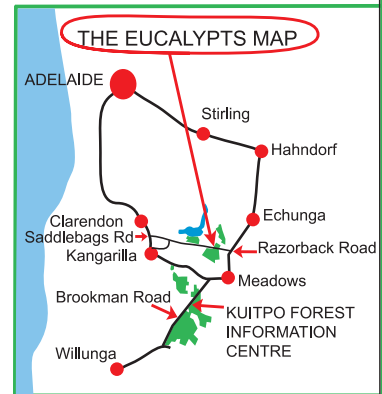 THE EUCALYPTS MAP
ADELAIDE
Stirling
Hahndorf
Echunga
Clarendon
Saddlebags Rd
Razorback Road
Kangarilla
Meadows
Brookman Road
KUITPO FOREST
INFORMATION
CENTRE
Willunga